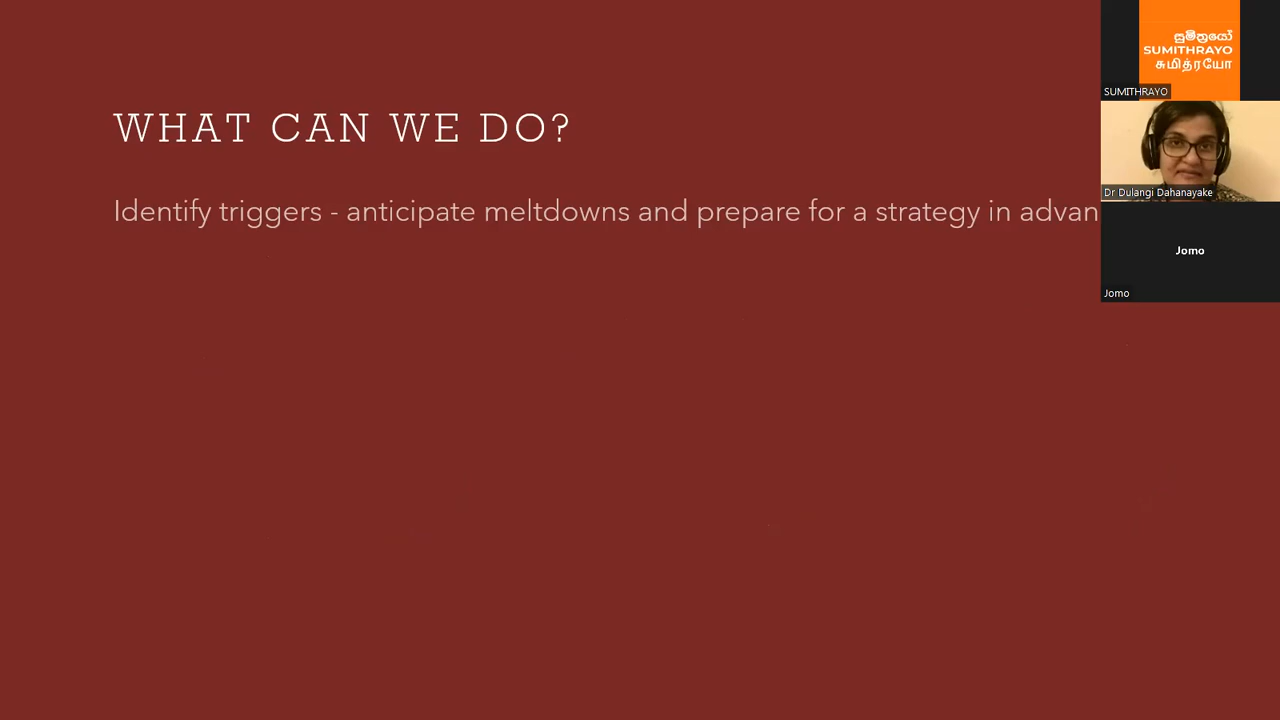 WHAT CAN WE DO?
Identify triggers - anticipate meltdowns and prepare for a strategy in advan
සුමිත්‍රයෝ
SUMITHRAYO
சுமித்ரயோ
SUMITHRAYO
Dr Dulangi Dahanayake
Jomo
Jomo